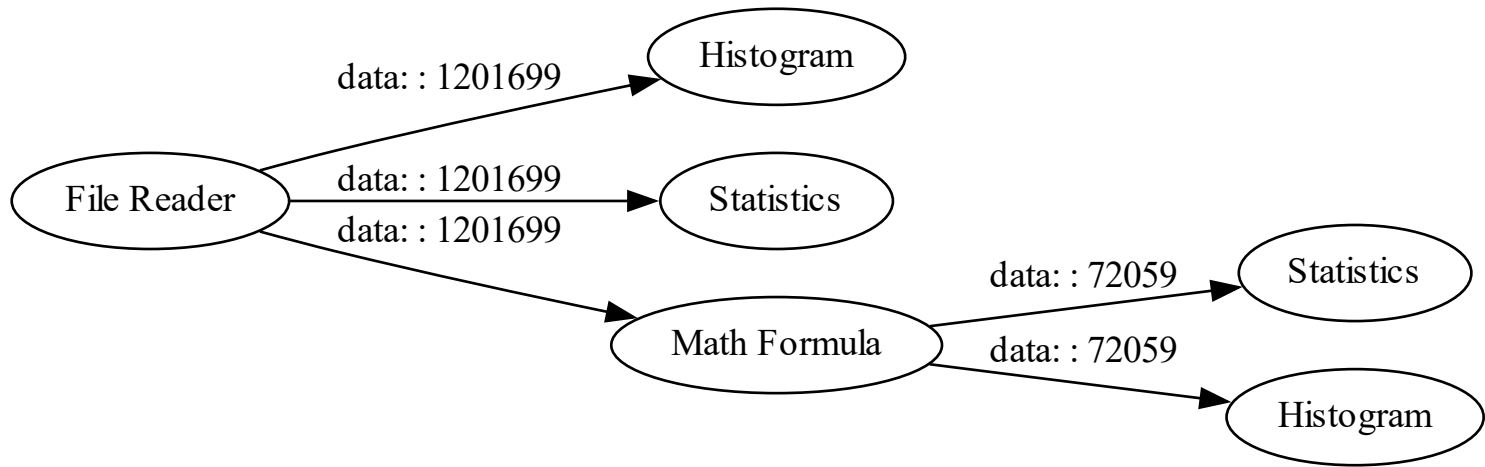 Histogram
data: : 1201699
File Reader
data: : 1201699
Statistics
data: : 1201699
Math Formula
data: : 72059
Statistics
data: : 72059
Histogram